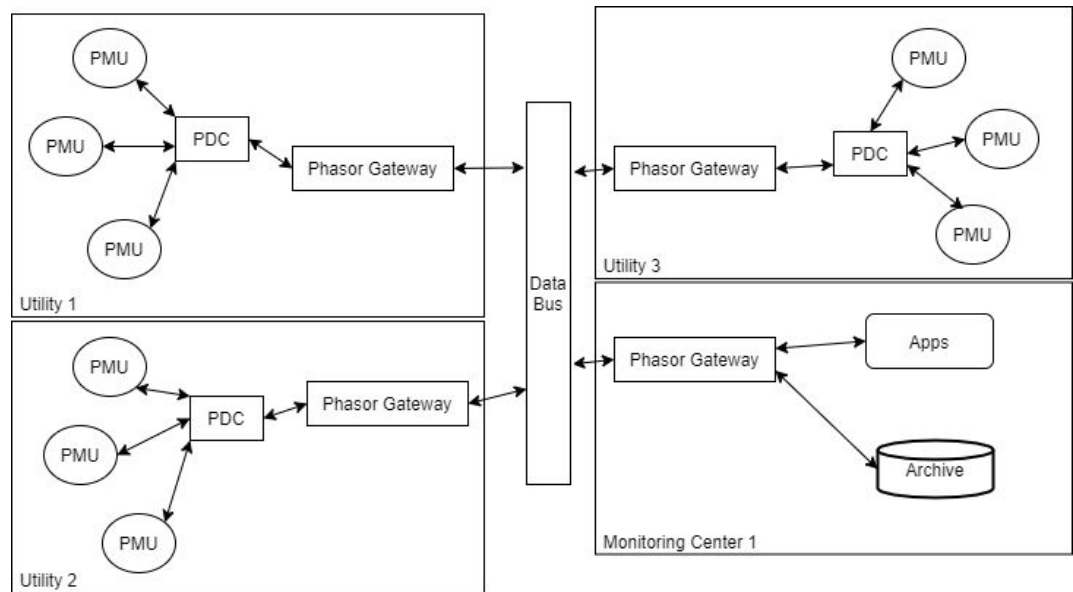 PMU
PMU
PDC
Phasor Gateway
PMU
Utility 1
PMU
PDC
Phasor Gateway
PMU
PMU
Utility 2
Data
Bus
PMU
PMU
PDC
Phasor Gateway
PMU
Utility 3
Phasor Gateway
Apps
Archive
Monitoring Center 1